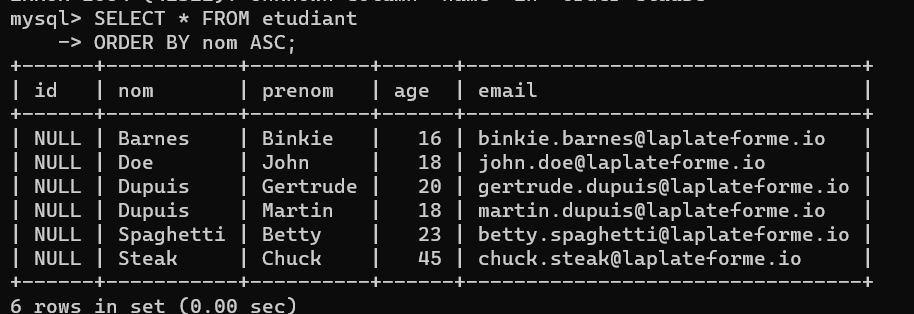 mysql> SELECT * FROM etudiant
    -> ORDER BY nom ASC;
+------+-----------+----------+------+---------------------------------+
| id   | nom       | prenom   | age  | email                           |
+------+-----------+----------+------+---------------------------------+
| NULL | Barnes    | Binkie   |   16 | binkie.barnes@laplateforme.io   |
| NULL | Doe       | John     |   18 | john.doe@laplateforme.io        |
| NULL | Dupuis    | Gertrude |   20 | gertrude.dupuis@laplateforme.io |
| NULL | Dupuis    | Martin   |   18 | martin.dupuis@laplateforme.io   |
| NULL | Spaghetti | Betty    |   23 | betty.spaghetti@laplateforme.io |
| NULL | Steak     | Chuck    |   45 | chuck.steak@laplateforme.io     |
+------+-----------+----------+------+---------------------------------+
6 rows in set (0.00 sec)